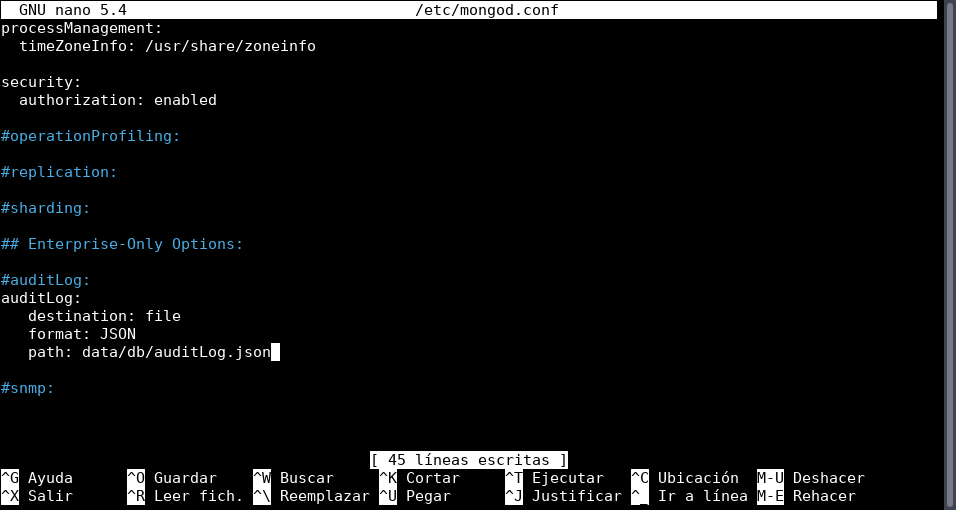 GNU nano 5.4 /etc/mongod.conf
processManagement:
  timeZoneInfo: /usr/share/zoneinfo
security:
  authorization: enabled
#operationProfiling:
#replication:
#sharding:
## Enterprise-Only Options:
#auditLog:
auditLog:
   destination: file
   format: JSON
   path: data/db/auditLog.json
#snmp:
[ 45 líneas escritas ]
^G Ayuda ^O Guardar ^W Buscar ^K Cortar ^T Ejecutar ^C Ubicación M-U Deshacer
^X Salir ^R Leer fich. ^\ Reemplazar ^U Pegar ^J Justificar ^_ Ir a línea M-E Rehacer